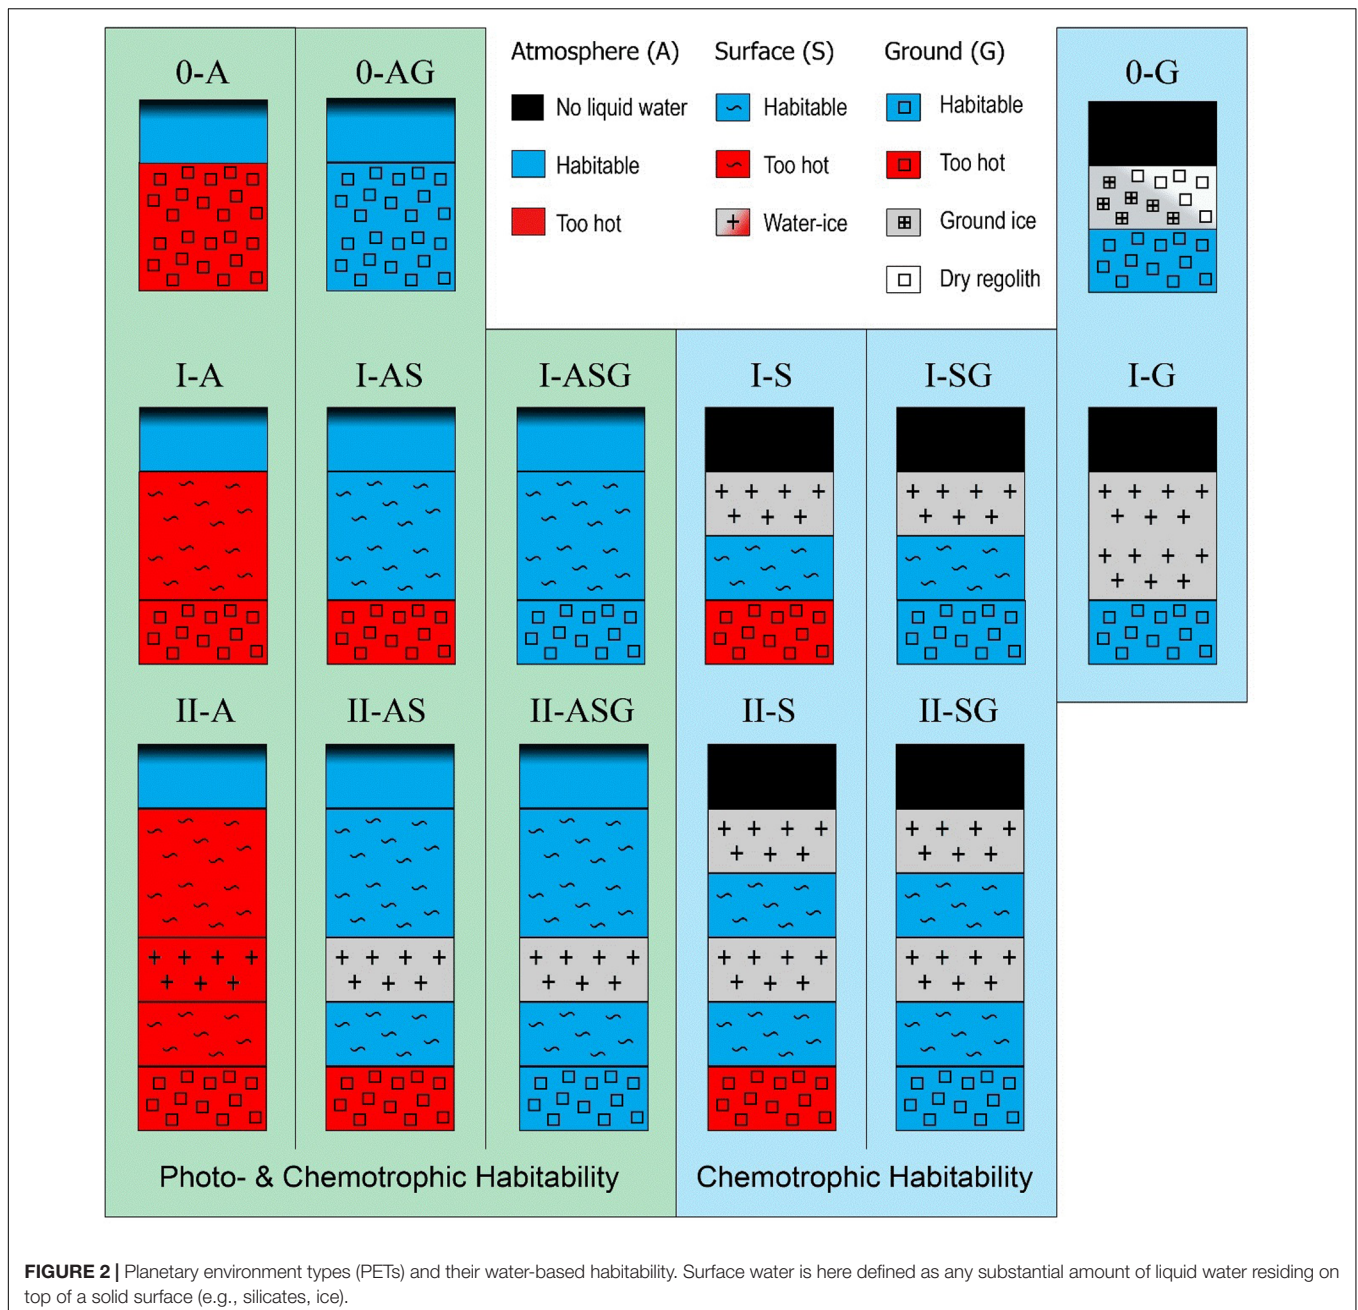 0-A
0-AG
Atmosphere (A)
No liquid water
Habitable
Too hot
Surface (S)
Habitable
Too hot
Water-ice
Ground (G)
Habitable
Too hot
Ground ice
Dry regolith
0-G
I-A
I-AS
I-ASG
I-S
I-SG
I-G
II-A
II-AS
II-ASG
II-S
II-SG
Photo- & Chemotrophic Habitability
Chemotrophic Habitability
FIGURE 2 | Planetary environment types (PETs) and their water-based habitability. Surface water is here defined as any substantial amount of liquid water residing on
top of a solid surface (e.g., silicates, ice).